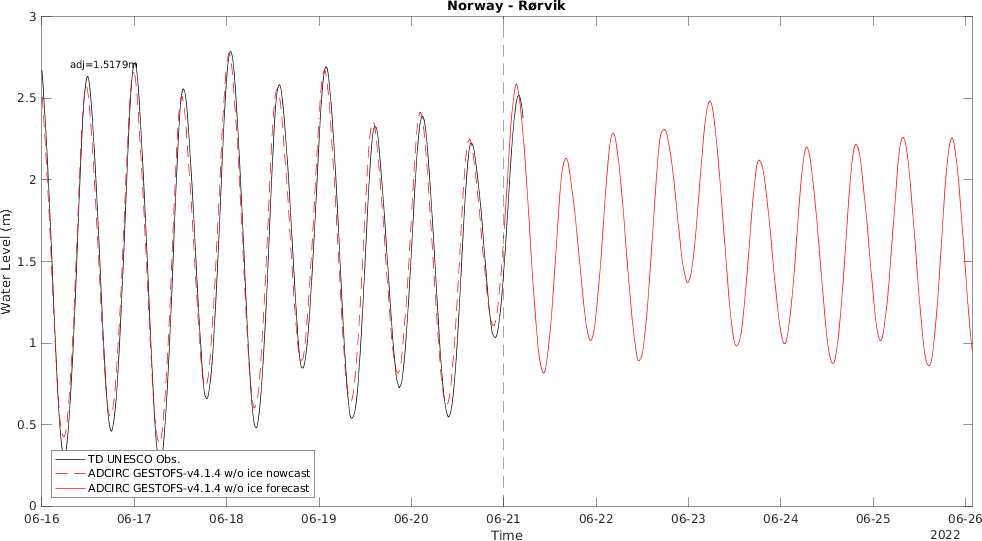 Norway - Rørvik
3
adj=1.5179m
2.5
2
1.5
1
0.5
0
Water Level (m)
TD UNESCO Obs.
ADCIRC GESTOFS-v4.1.4 w/o ice nowcast
ADCIRC GESTOFS-v4.1.4 w/o ice forecast
06-16 06-17 06-18 06-19 06-20 06-21 06-22 06-23 06-24 06-25 06-26
Time
2022